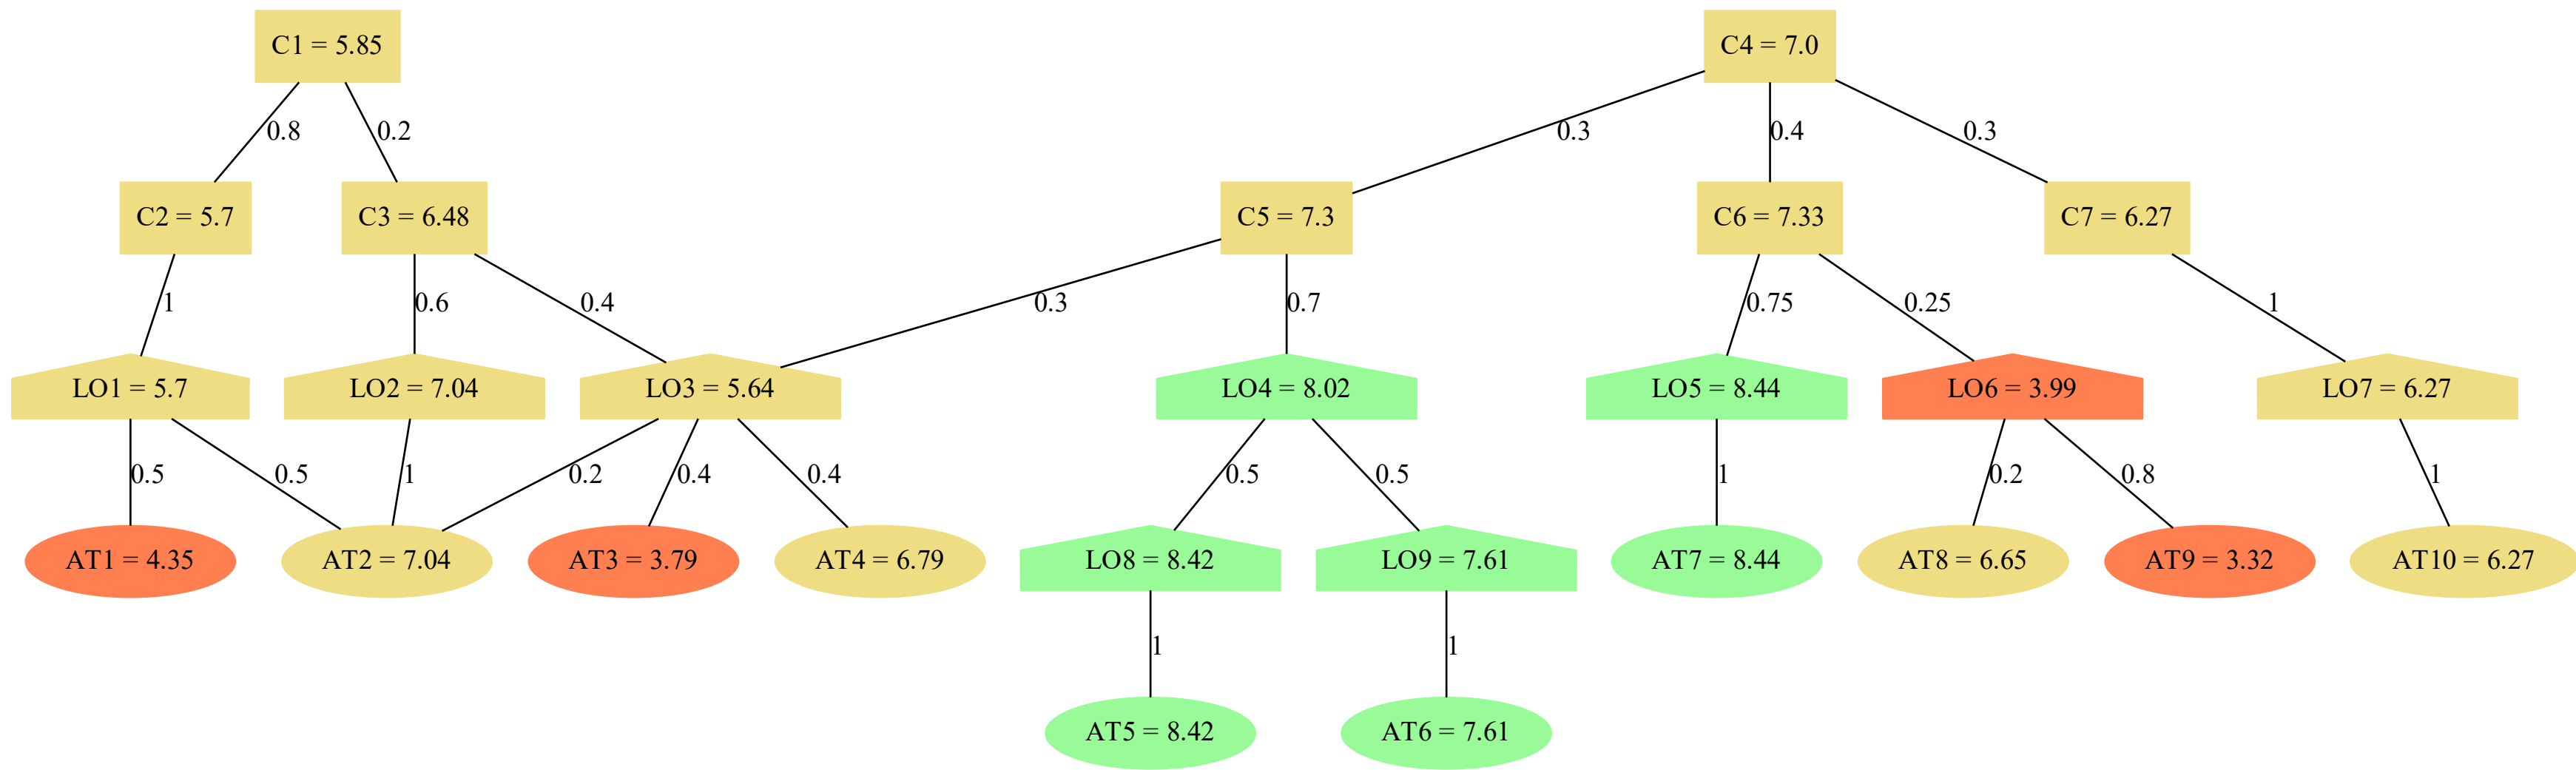 C1 = 5.85
C4 = 7.0
0.8
0.2
0.3
0.4
0.3
C2 = 5.7
C3 = 6.48
C5 = 7.3
C6 = 7.33
C7 = 6.27
1
0.6
0.4
0.3
0.7
0.75
0.25
1
LO1 = 5.7
LO2 = 7.04
LO3 = 5.64
LO4 = 8.02
LO5 = 8.44
LO6 = 3.99
LO7 = 6.27
0.5
0.5
1
0.2
0.4
0.4
0.5
0.5
1
0.2
0.8
1
AT1 = 4.35
AT2 = 7.04
AT3 = 3.79
AT4 = 6.79
LO8 = 8.42
LO9 = 7.61
AT7 = 8.44
AT8 = 6.65
AT9 = 3.32
AT10 = 6.27
1
1
AT5 = 8.42
AT6 = 7.61